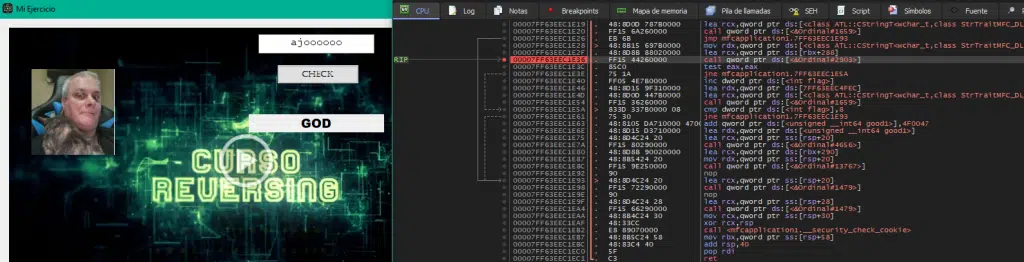 Mi Ejercicio
ajoooooo
CHECK
GOD
CURSO
REVERSING
CPU
Log
Notes
Breakpoints
Mapa de memoria
Pila de llamadas
SEH
Script
Símbolos
Fuente
RIP
00007FF63EEC1E19 48:8D0D 787B0000 lea rcx,qword ptr ds:[<class ATL::CStringT<wchar_t,class StrTraitMFC_DL
00007FF63EEC1E20 FF15 6A260000 call qword ptr ds:[<&Ordinal#1659>]
00007FF63EEC1E26 EB 6B jmp mfcapplication1.7FF63EEC1E93
00007FF63EEC1E28 48:8B15 697B0000 mov rdx,qword ptr ds:[<class ATL::CStringT<wchar_t,class StrTraitMFC_DL
00007FF63EEC1E2F 48:8D8B 88020000 lea rcx,qword ptr ds:[rbx+288]
00007FF63EEC1E36 FF15 44260000 call qword ptr ds:[<&Ordinal#2903>]
00007FF63EEC1E3C 85C0 test eax,eax
00007FF63EEC1E3E 75 1A jne mfcapplication1.7FF63EEC1E5A
00007FF63EEC1E40 FF05 4E7B0000 inc dword ptr ds:[<int flag>]
00007FF63EEC1E46 48:8D15 9F310000 lea rdx,qword ptr ds:[7FF63EEC4FEC]
00007FF63EEC1E4D 48:8D0D 447B0000 lea rcx,qword ptr ds:[<class ATL::CStringT<wchar_t,class StrTraitMFC_DL
00007FF63EEC1E54 FF15 36260000 call qword ptr ds:[<&Ordinal#1659>]
00007FF63EEC1E5A 833D 337B0000 08 cmp dword ptr ds:[<int flag>],8
00007FF63EEC1E61 75 30 jne mfcapplication1.7FF63EEC1E93
00007FF63EEC1E63 48:8105 DA710000 4700 add qword ptr ds:[<unsigned __int64 good1>],4F0047
00007FF63EEC1E6E 48:8D15 D3710000 lea rdx,qword ptr ds:[<unsigned __int64 good1>]
00007FF63EEC1E75 48:8D4C24 20 lea rcx,qword ptr ss:[rsp+20]
00007FF63EEC1E7A FF15 80290000 call qword ptr ds:[<&Ordinal#4656>]
00007FF63EEC1E80 48:8D8B 90020000 lea rcx,qword ptr ds:[rbx+290]
00007FF63EEC1E87 48:8B5424 20 mov rdx,qword ptr ss:[rsp+20]
00007FF63EEC1E8C FF15 9E250000 call qword ptr ds:[<&Ordinal#13767>]
00007FF63EEC1E92 90 nop
00007FF63EEC1E93 48:8D4C24 20 lea rcx,qword ptr ss:[rsp+20]
00007FF63EEC1E98 FF15 72290000 call qword ptr ds:[<&Ordinal#1479>]
00007FF63EEC1E9E 90 nop
00007FF63EEC1E9F 48:8D4C24 28 lea rcx,qword ptr ss:[rsp+28]
00007FF63EEC1EA4 FF15 66290000 call qword ptr ds:[<&Ordinal#1479>]
00007FF63EEC1EAA 48:8B4C24 30 mov rcx,qword ptr ss:[rsp+30]
00007FF63EEC1EAF 48:33CC xor rcx,rsp
00007FF63EEC1EB2 E8 89070000 call <mfcapplication1.__security_check_cookie>
00007FF63EEC1EB7 48:8B5C24 58 mov rbx,qword ptr ss:[rsp+58]
00007FF63EEC1EBC 48:83C4 40 add rsp,40
00007FF63EEC1EC0 5F pop rdi
00007FF63EEC1EC1 C3 ret